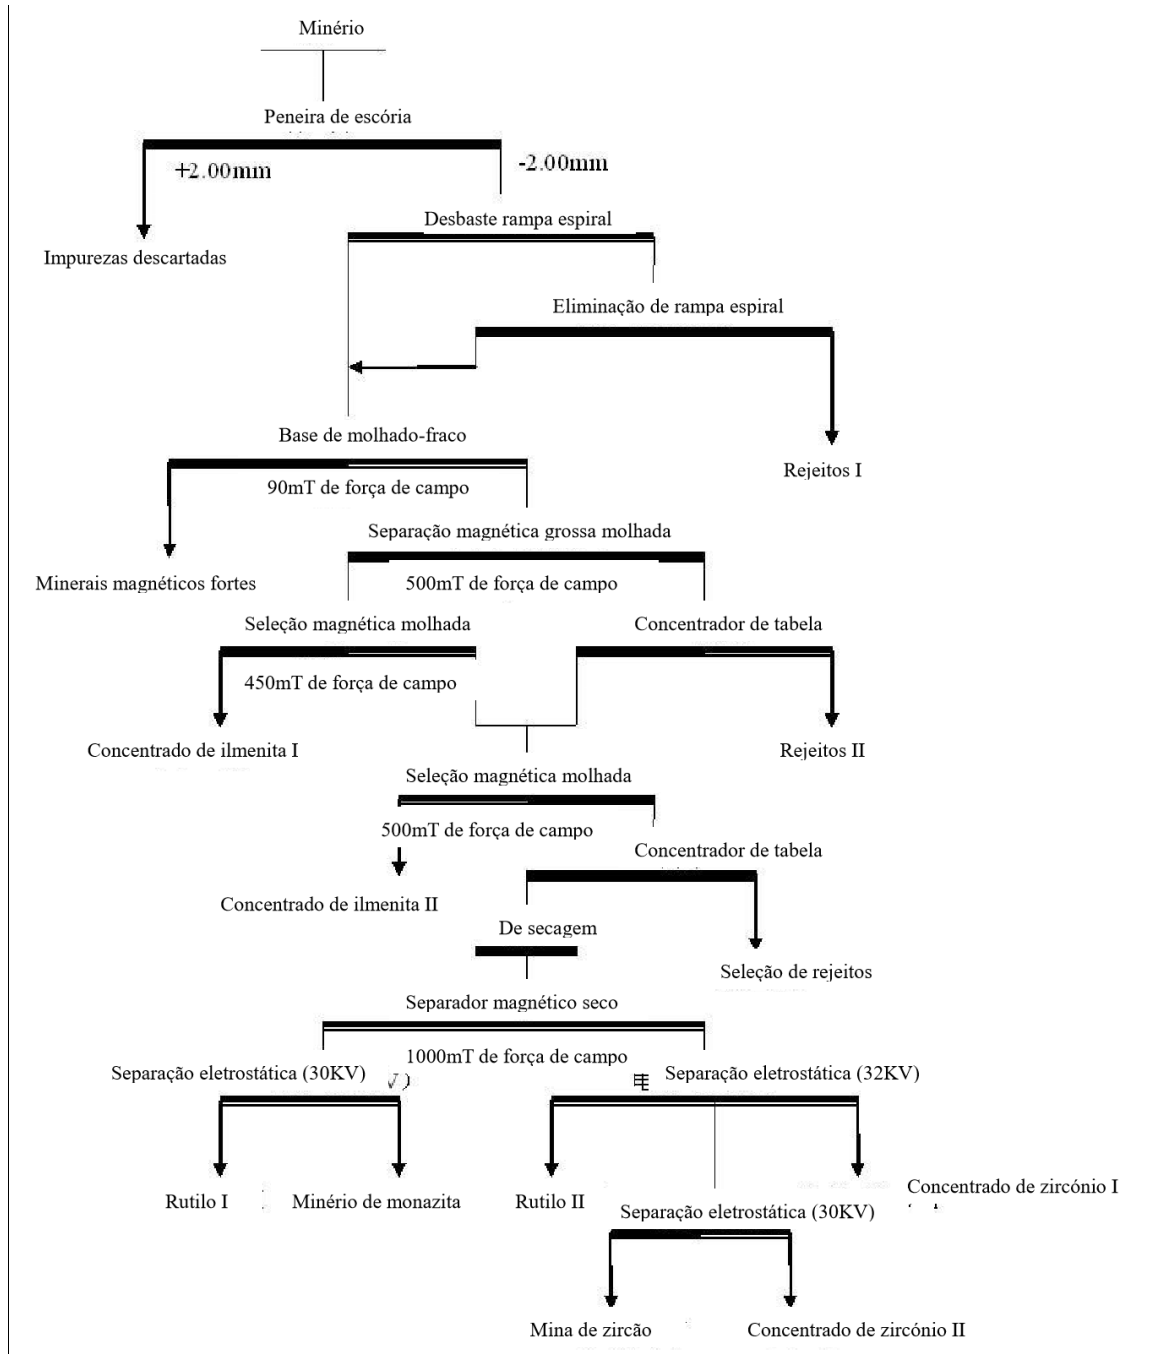 Minério
Peneira de escória
+2.00mm
-2.00mm
Desbaste rampa espiral
Impurezas descartadas
Eliminação de rampa espiral
Base de molhado-fraco
Rejeitos I
90mT de força de campo
Separação magnética grossa molhada
Minerais magnéticos fortes
500mT de força de campo
Seleção magnética molhada
Concentrador de tabela
450mT de força de campo
Concentrado de ilmenita I
Rejeitos II
Seleção magnética molhada
500mT de força de campo
Concentrador de tabela
Concentrado de ilmenita II
De secagem
Seleção de rejeitos
Separador magnético seco
1000mT de força de campo
Separação eletrostática (30KV)
Separação eletrostática (32KV)
Rutilo I
Minério de monazita
Rutilo II
Concentrado de zircónio I
Separação eletrostática (30KV)
Mina de zircão
Concentrado de zircónio II